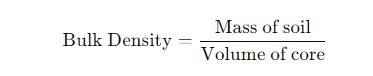 Bulk Density = Mass of soil / Volume of core